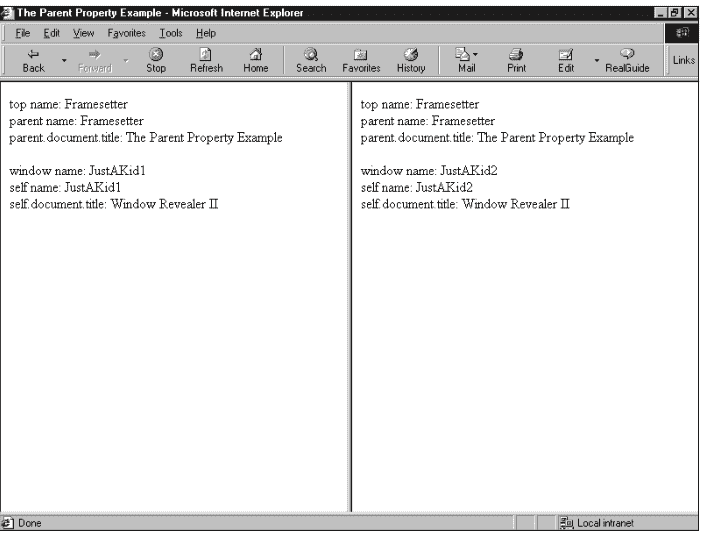 The Parent Property Example - Microsoft Internet Explorer
File Edit View Favorites Tools Help
Back Forward Stop Refresh Home Search Favorites History Mail Print Edit RealGuide Links
top name: Framesetter
parent name: Framesetter
parent.document.title: The Parent Property Example
window name: JustAKid1
self name: JustAKid1
self.document.title: Window Revealer II
top name: Framesetter
parent name: Framesetter
parent.document.title: The Parent Property Example
window name: JustAKid2
self name: JustAKid2
self.document.title: Window Revealer II
Done Local intranet